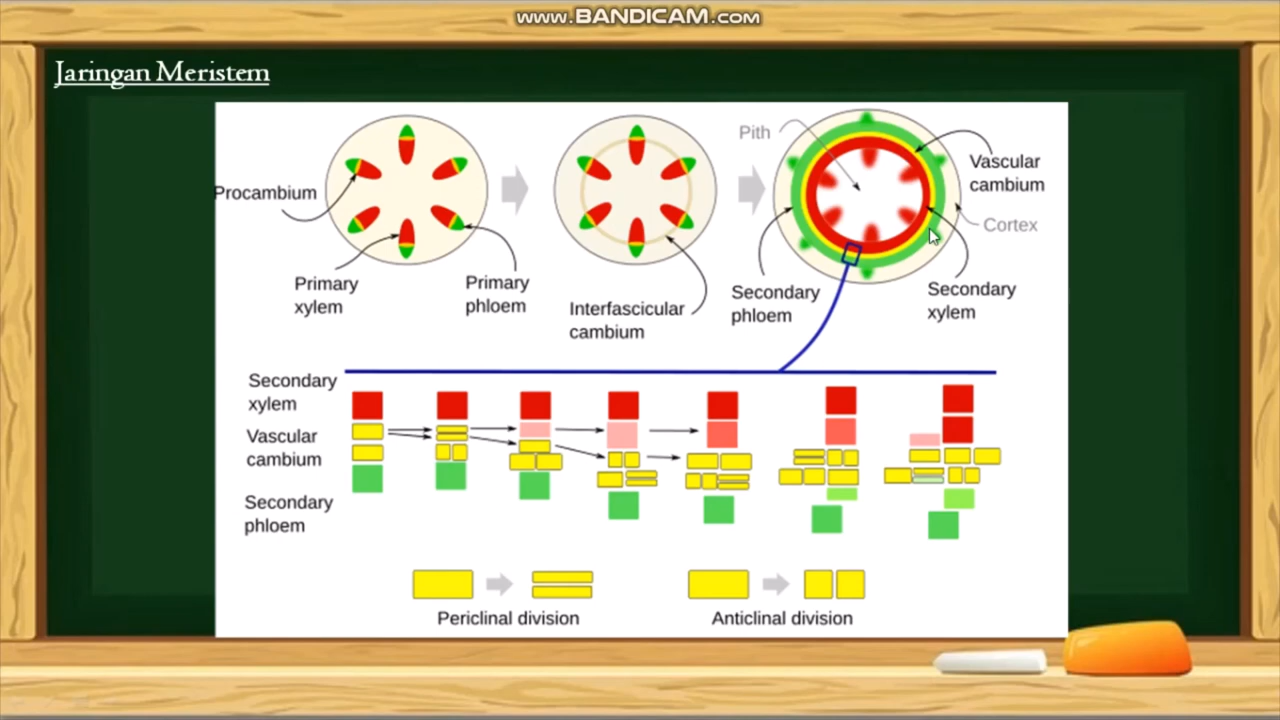 www.BANDICAM.com
Jaringan Meristem
Pith
Vascular
cambium
Procambium
Cortex
Primary
xylem
Primary
phloem
Interfascicular
cambium
Secondary
phloem
Secondary
xylem
Secondary
xylem
Vascular
cambium
Secondary
phloem
Periclinal division
Anticlinal division